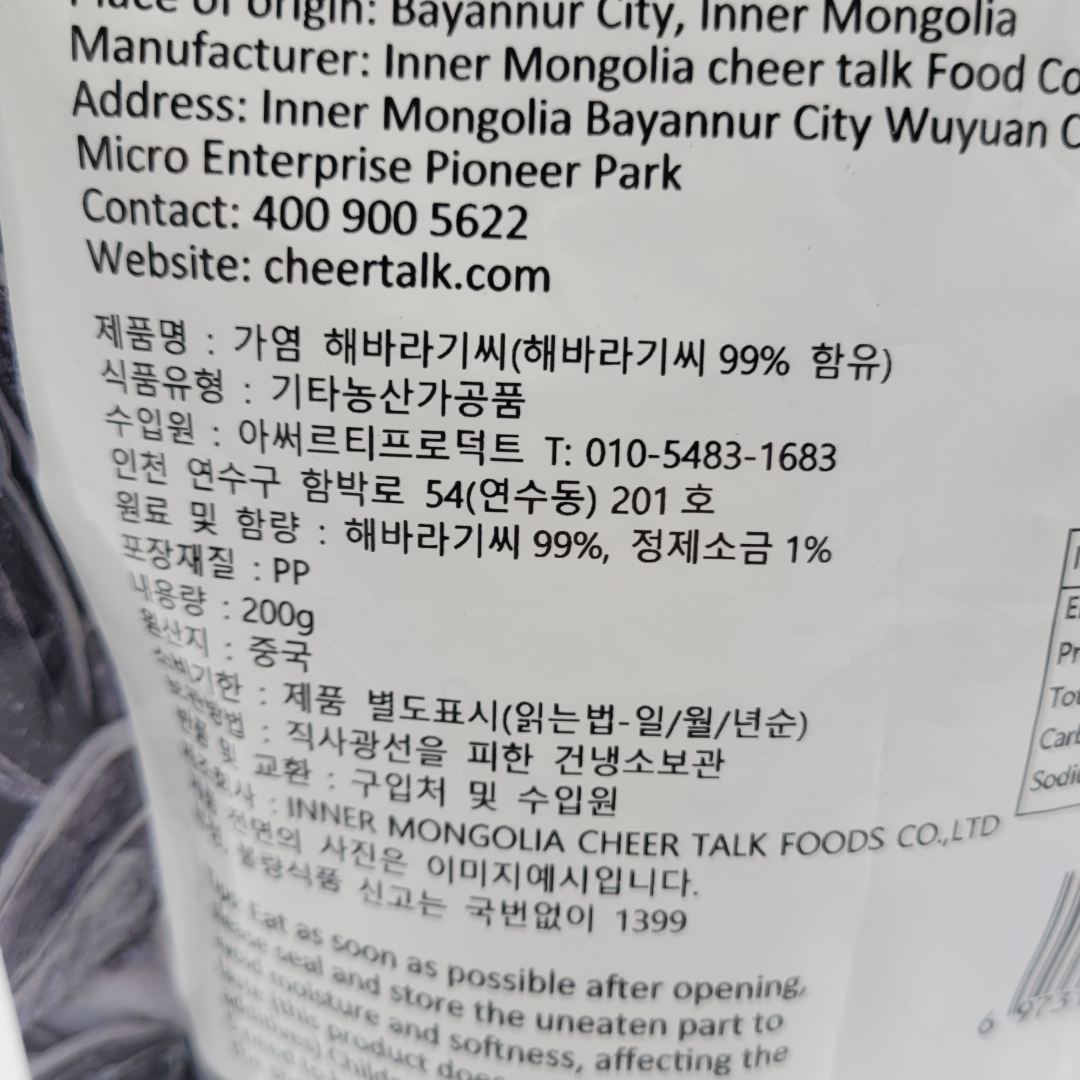 Place of origin: Bayannur City, Inner Mongolia
Manufacturer: Inner Mongolia cheer talk Food Co
Address: Inner Mongolia Bayannur City Wuyuan C
Micro Enterprise Pioneer Park
Contact: 400 900 5622
Website: cheertalk.com
제품명 : 가염 해바라기씨(해바라기씨 99% 함유)
식품유형 : 기타농산가공품
수입원 : 아써르티프로덕트 T: 010-5483-1683
인천 연수구 함박로 54(연수동) 201 호
원료 및 함량 : 해바라기씨 99%, 정제소금 1%
포장재질 : PP
내용량 : 200g
원산지 : 중국
소비기한 : 제품 별도표시(읽는법-일/월/년순)
보관방법 : 직사광선을 피한 건냉소보관
반품 및 교환 : 구입처 및 수입원
제조회사 : INNER MONGOLIA CHEER TALK FOODS CO.,LTD
전면의 사진은 이미지예시입니다.
불량식품 신고는 국번없이 1399
Eat as soon as possible after opening,
seal and store the uneaten part to
moisture and softness, affecting the
(this product does
Sodi
Carb
Tou
Pr
6 973